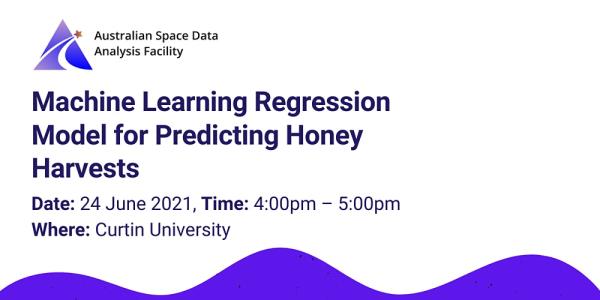 Australian Space Data
Analysis Facility
Machine Learning Regression
Model for Predicting Honey
Harvests
Date: 24 June 2021, Time: 4:00pm – 5:00pm
Where: Curtin University